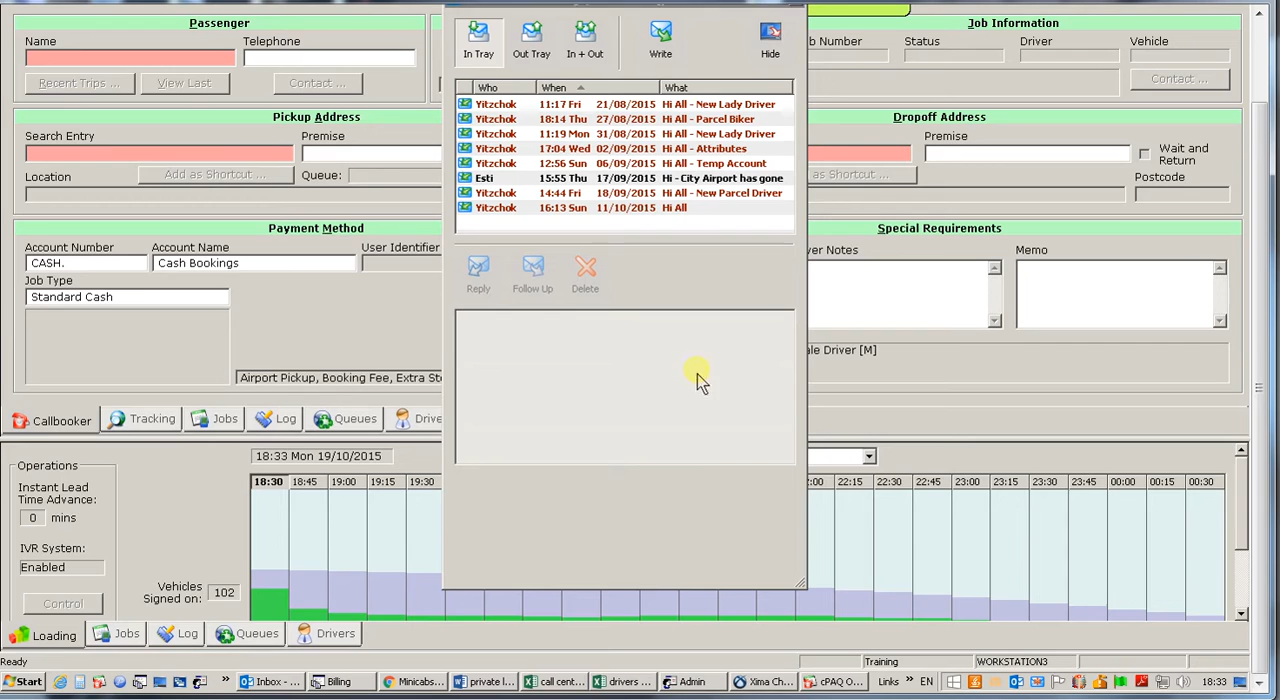 Passenger
Name
Telephone
Recent Trips ...
View Last
Contact ...
In Tray
Out Tray
In + Out
Write
Hide
Job Information
b Number
Status
Driver
Vehicle
Contact ...
Who When What
Yitzchok 11:17 Fri 21/08/2015 Hi All - New Lady Driver
Yitzchok 18:14 Thu 27/08/2015 Hi All - Parcel Biker
Yitzchok 11:19 Mon 31/08/2015 Hi All - New Lady Driver
Yitzchok 17:04 Wed 02/09/2015 Hi All - Attributes
Yitzchok 12:56 Sun 06/09/2015 Hi All - Temp Account
Esti 15:55 Thu 17/09/2015 Hi - City Airport has gone
Yitzchok 14:44 Fri 18/09/2015 Hi All - New Parcel Driver
Yitzchok 16:13 Sun 11/10/2015 Hi All
Pickup Address
Search Entry
Premise
Location
Add as Shortcut ...
Queue:
Dropoff Address
Premise
Wait and
Return
as Shortcut ...
Postcode
Payment Method
Account Number
Account Name
User Identifier
CASH.
Cash Bookings
Job Type
Standard Cash
Airport Pickup, Booking Fee, Extra Sto
Reply
Follow Up
Delete
Special Requirements
ver Notes
Memo
ale Driver [M]
Callbooker
Tracking
Jobs
Log
Queues
Drive
Operations
Instant Lead
Time Advance:
0 mins
IVR System:
Enabled
Control
18:33 Mon 19/10/2015
18:30 18:45 19:00 19:15 19:30
:00 22:15 22:30 22:45 23:00 23:15 23:30 23:45 00:00 00:15 00:30
Vehicles
Signed on: 102
Loading
Jobs
Log
Queues
Drivers
Ready
Training
WORKSTATION3
Start
»
Inbox - ...
Billing
Minicabs...
private l...
call cent...
drivers ...
Admin
Xima Ch...
cPAQ O...
Links »
EN
18:33